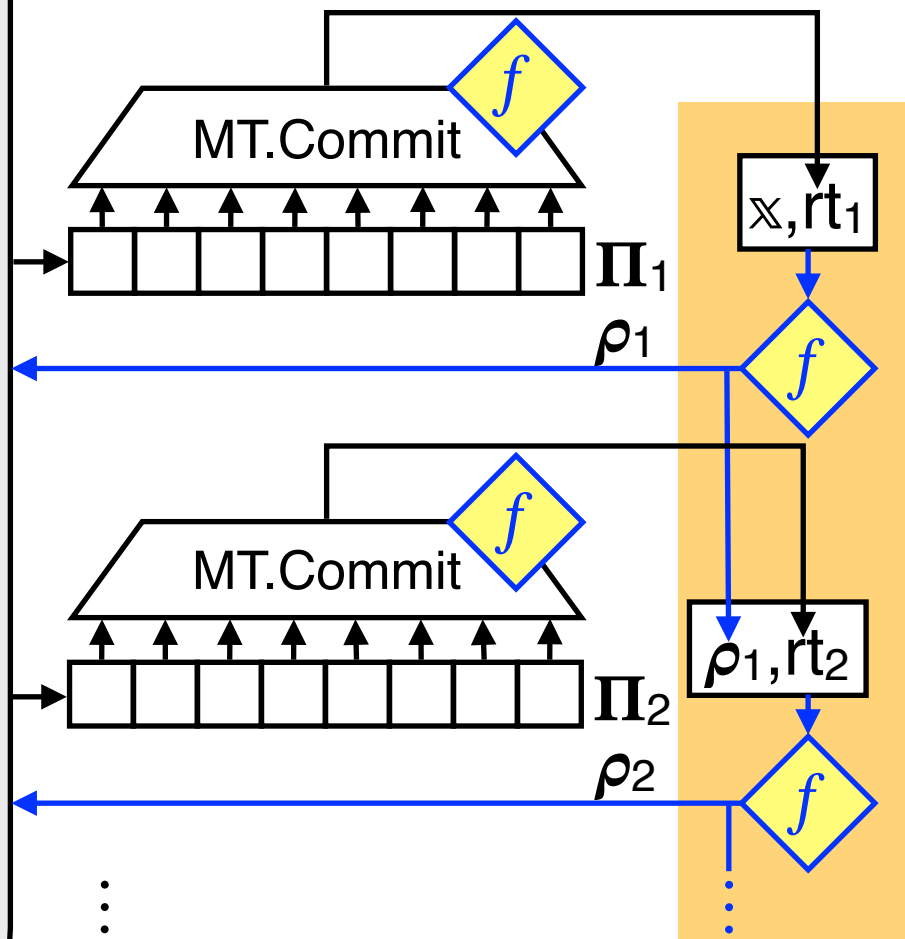 f
MT.Commit
𝕩,rt₁
𝚷₁
𝝆₁
f
f
MT.Commit
𝝆₁,rt₂
𝚷₂
𝝆₂
f
⋮
⋮